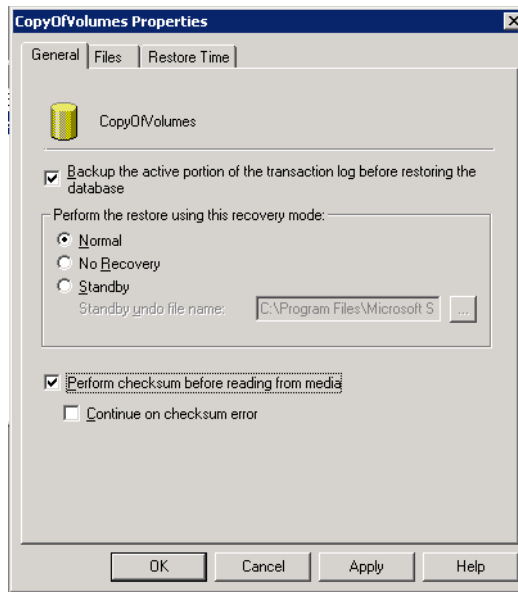 CopyOfVolumes Properties
General Files Restore Time
CopyOfVolumes
Backup the active portion of the transaction log before restoring the
database
Perform the restore using this recovery mode:
Normal
No Recovery
Standby
Standby undo file name: C:\Program Files\Microsoft S ...
Perform checksum before reading from media
Continue on checksum error
OK Cancel Apply Help